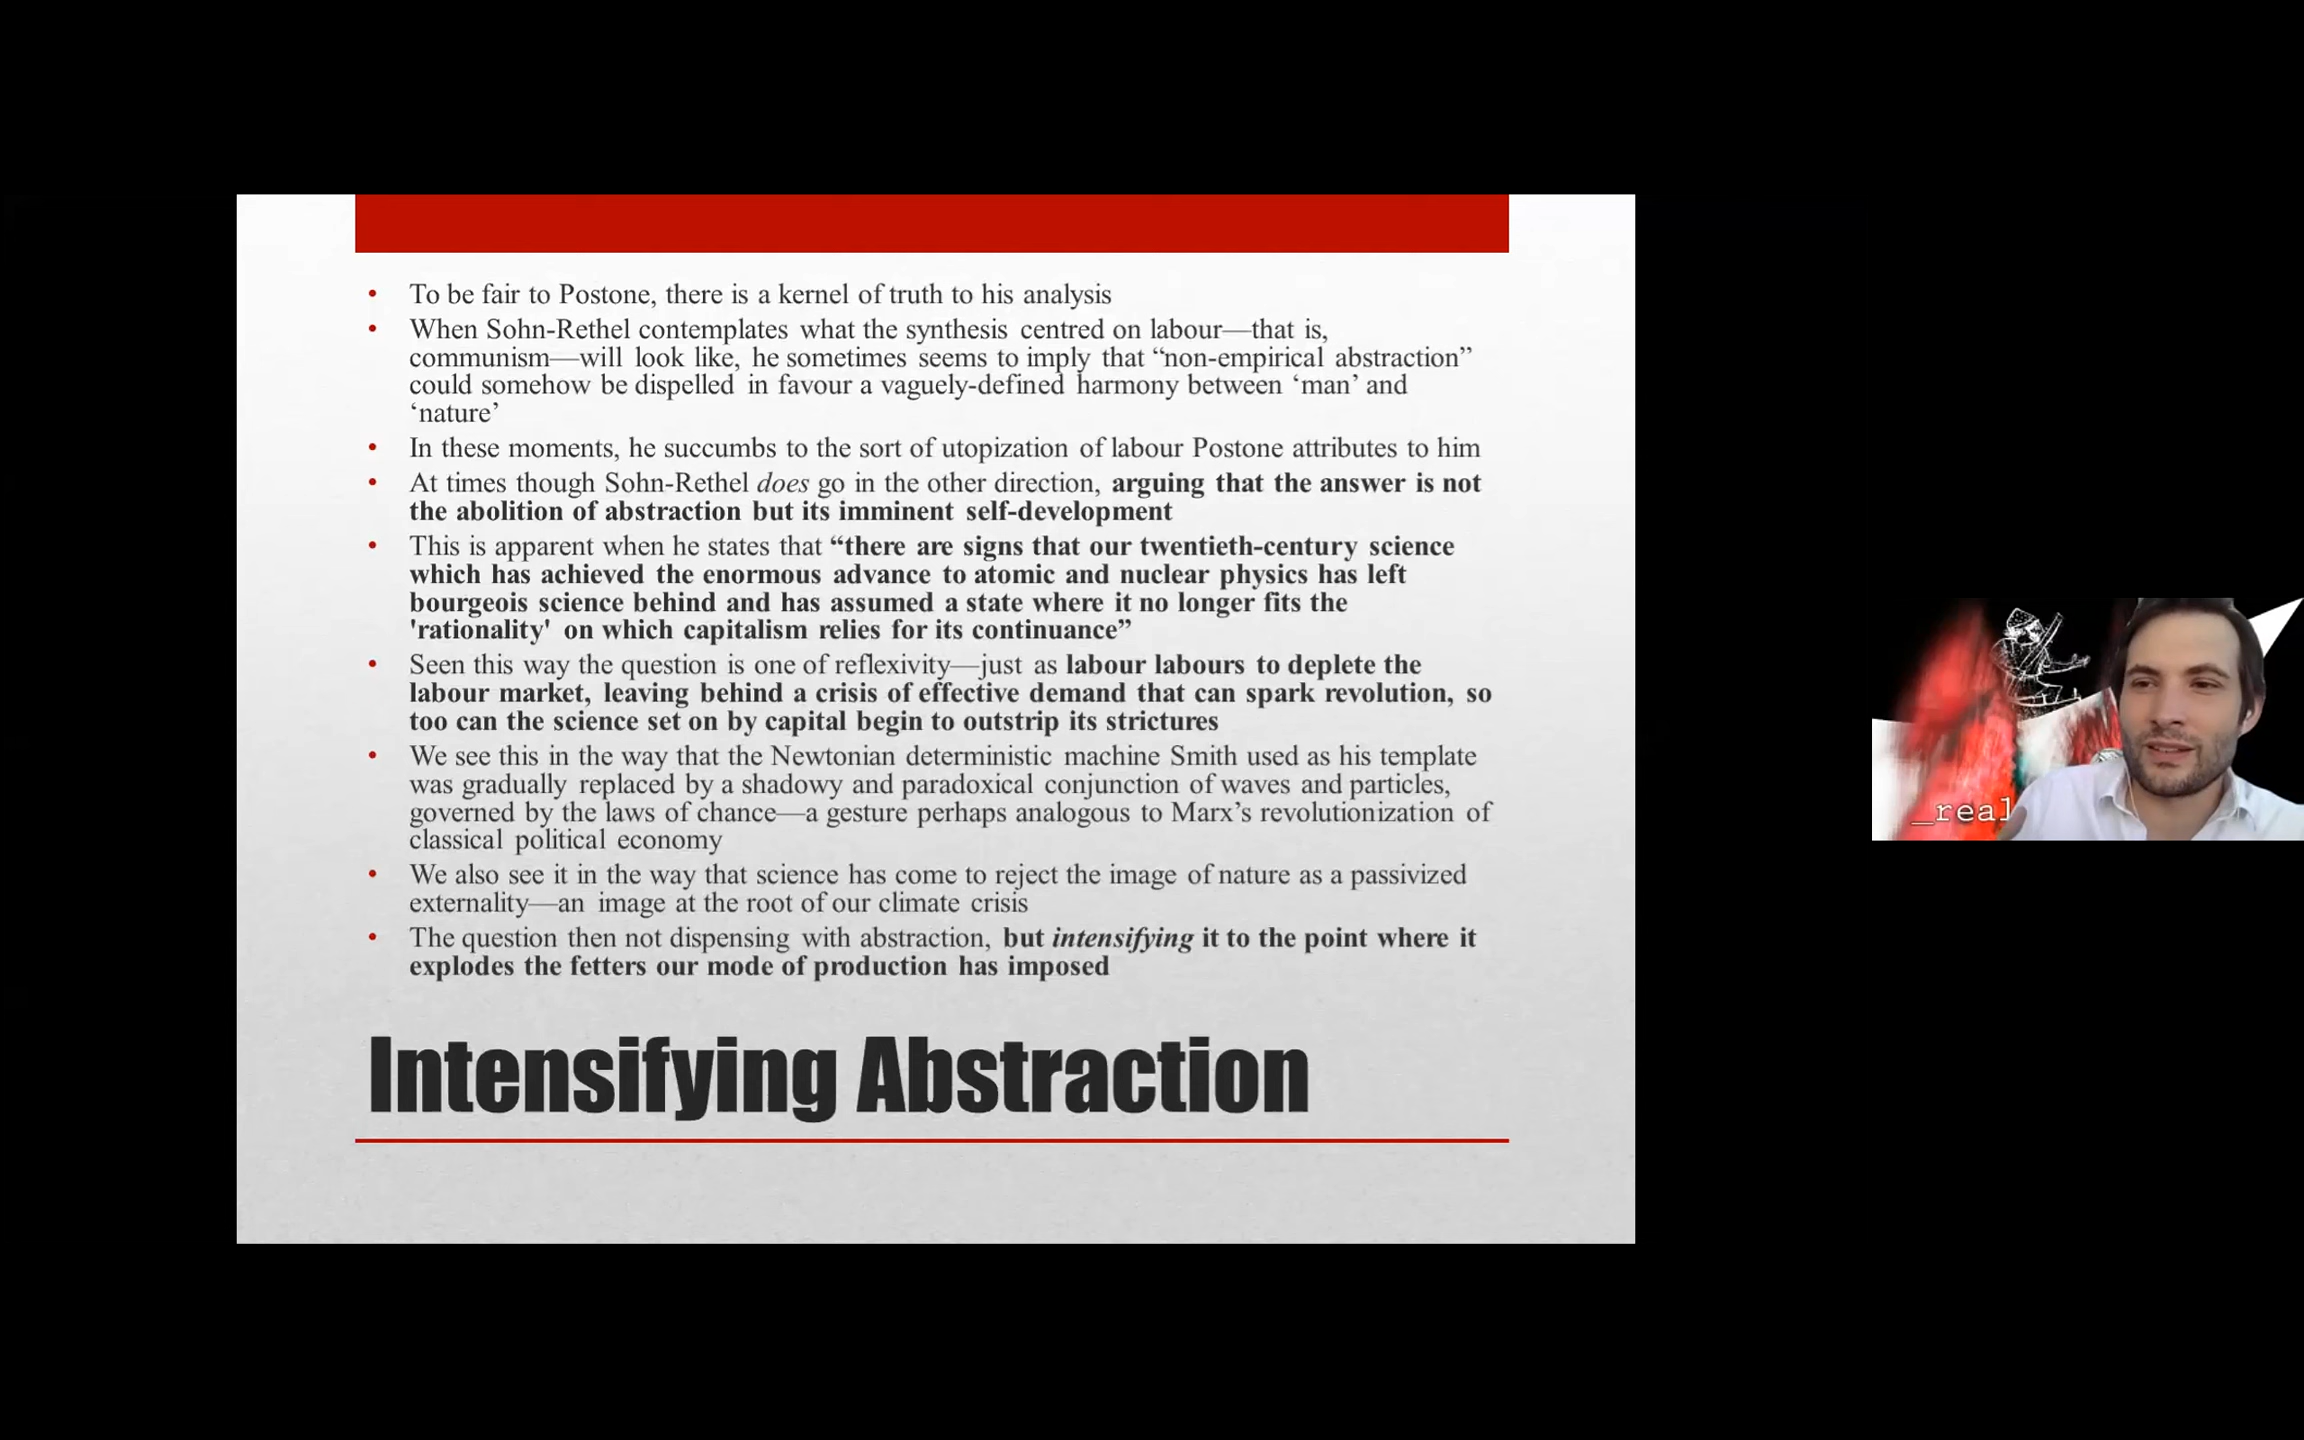 • To be fair to Postone, there is a kernel of truth to his analysis
• When Sohn-Rethel contemplates what the synthesis centred on labour—that is,
communism—will look like, he sometimes seems to imply that “non-empirical abstraction”
could somehow be dispelled in favour a vaguely-defined harmony between ‘man’ and
‘nature’
• In these moments, he succumbs to the sort of utopization of labour Postone attributes to him
• At times though Sohn-Rethel does go in the other direction, arguing that the answer is not
the abolition of abstraction but its imminent self-development
• This is apparent when he states that “there are signs that our twentieth-century science
which has achieved the enormous advance to atomic and nuclear physics has left
bourgeois science behind and has assumed a state where it no longer fits the
'rationality' on which capitalism relies for its continuance”
• Seen this way the question is one of reflexivity—just as labour labours to deplete the
labour market, leaving behind a crisis of effective demand that can spark revolution, so
too can the science set on by capital begin to outstrip its strictures
• We see this in the way that the Newtonian deterministic machine Smith used as his template
was gradually replaced by a shadowy and paradoxical conjunction of waves and particles,
governed by the laws of chance—a gesture perhaps analogous to Marx’s revolutionization of
classical political economy
• We also see it in the way that science has come to reject the image of nature as a passivized
externality—an image at the root of our climate crisis
• The question then not dispensing with abstraction, but intensifying it to the point where it
explodes the fetters our mode of production has imposed
Intensifying Abstraction
_real